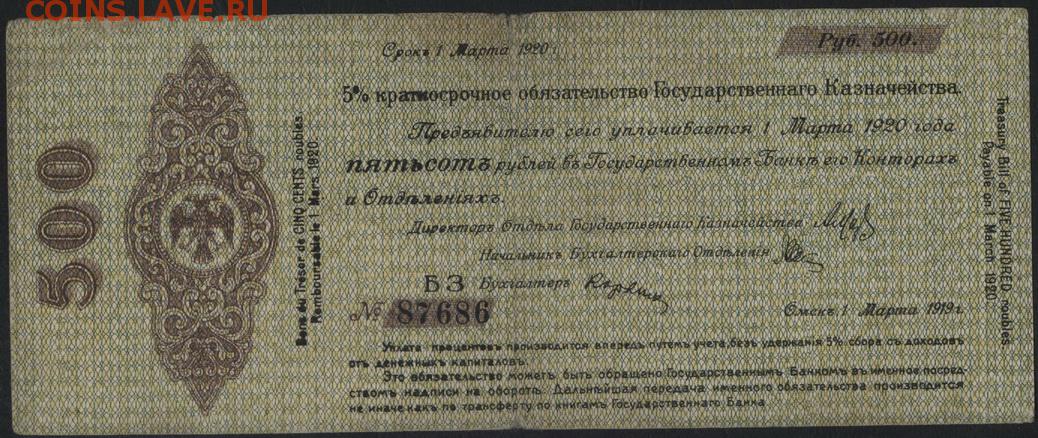 COINS.LAVE.RU
Срокъ 1 Марта 1920 г.
Руб. 500.
5% краткосрочное обязательство Государственнаго Казначейства.
Предъявителю сего уплачивается 1 Марта 1920 года
пятьсотъ рублей въ Государственномъ Банкѣ его Конторахъ
и Отдѣленіяхъ.
Директоръ Отдѣла Государственнаго Казначейства
Начальникъ Бухгалтерскаго Отдѣленія
БЗ Бухгалтеръ
№ 87686
Омскъ, 1 Марта 1919 г.
Уплата процентовъ производится впередъ путемъ учета, безъ удержанія 5% сбора съ доходовъ
отъ денежныхъ капиталовъ.
Это обязательство можетъ быть обращено Государственнымъ Банкомъ въ именное посред-
ствомъ надписи на оборотѣ. Дальнѣйшая передача именного обязательства производится
не иначе какъ по трансферту по книгамъ Государственнаго Банка.
500
Bons du Trésor de CINQ CENTS roubles.
Remboursable le 1 Mars 1920
Treasury Bill of FIVE HUNDRED roubles
Payable on 1 March 1920